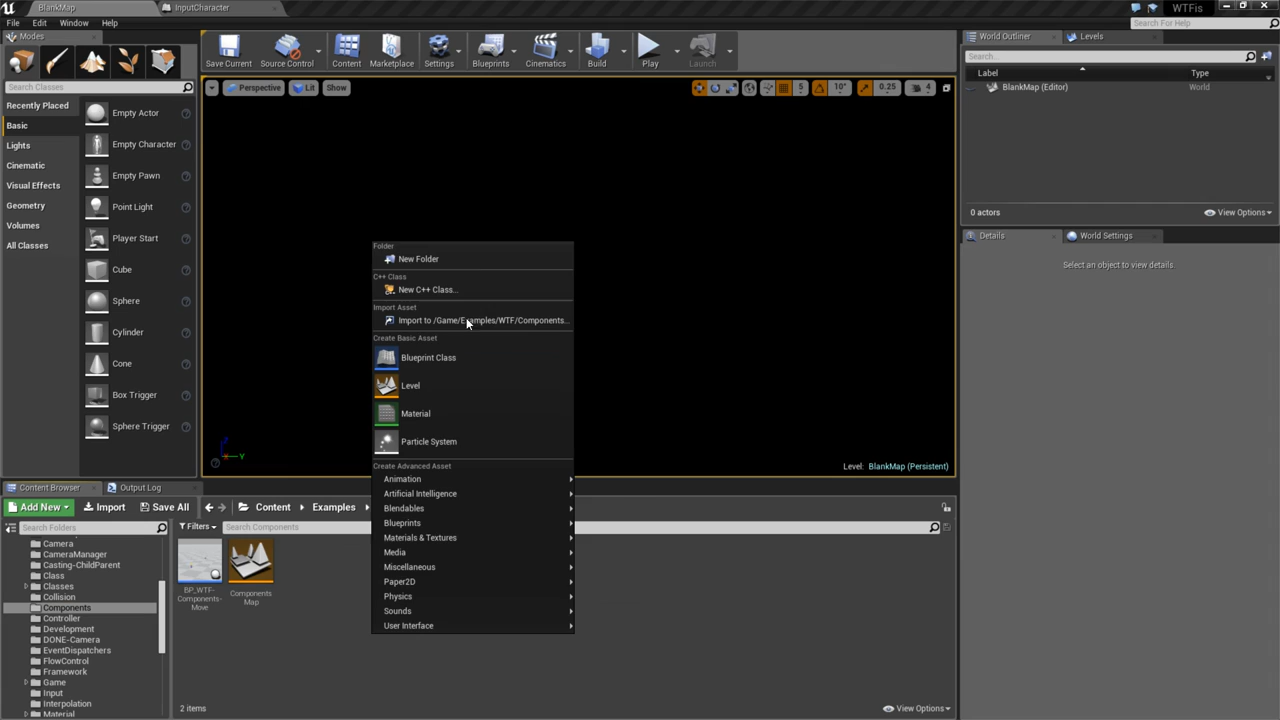 BlankMap
InputCharacter
WTFis
File
Edit
Window
Help
Search For Help
Modes
Search Classes
Recently Placed
Basic
Lights
Cinematic
Visual Effects
Geometry
Volumes
All Classes
Empty Actor
Empty Character
Empty Pawn
Point Light
Player Start
Cube
Sphere
Cylinder
Cone
Box Trigger
Sphere Trigger
Save Current
Source Control
Content
Marketplace
Settings
Blueprints
Cinematics
Build
Play
Launch
Perspective
Lit
Show
5
10°
0.25
4
Z
Y
Level: BlankMap (Persistent)
Folder
New Folder
C++ Class
New C++ Class...
Import Asset
Import to /Game/Examples/WTF/Components...
Create Basic Asset
Blueprint Class
Level
Material
Particle System
Create Advanced Asset
Animation
Artificial Intelligence
Blendables
Blueprints
Materials & Textures
Media
Miscellaneous
Paper2D
Physics
Sounds
User Interface
World Outliner
Levels
Search...
Label
Type
BlankMap (Editor)
World
0 actors
View Options
Details
World Settings
Select an object to view details.
Content Browser
Output Log
Add New
Import
Save All
Content
Examples
Search Folders
Filters
Search Components
Camera
CameraManager
Casting-ChildParent
Class
Classes
Collision
Components
Controller
Development
DONE-Camera
EventDispatchers
FlowControl
Framework
Game
Input
Interpolation
Material
BP_WTF-
Components-
Move
Components
Map
2 items
View Options